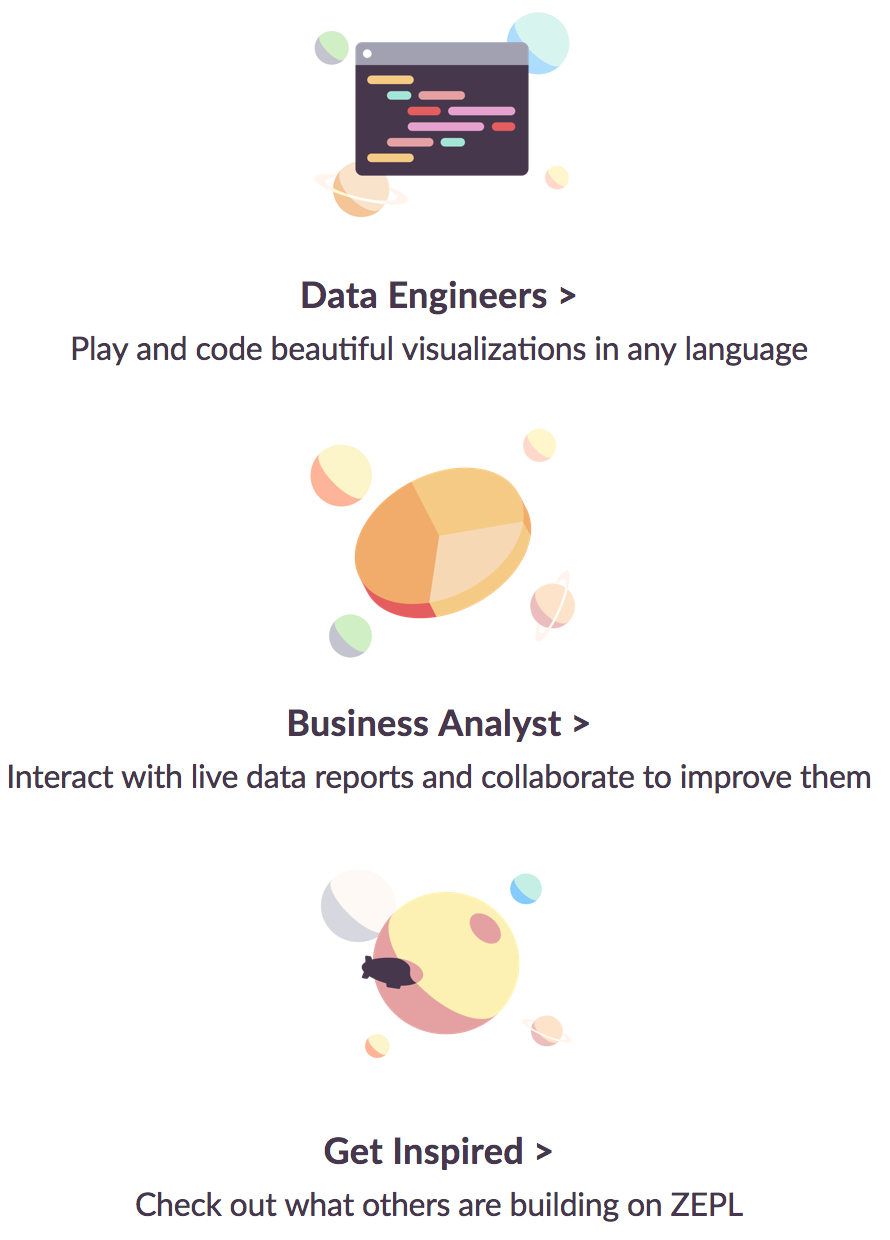 Data Engineers >
Play and code beautiful visualizations in any language
Business Analyst >
Interact with live data reports and collaborate to improve them
Get Inspired >
Check out what others are building on ZEPL